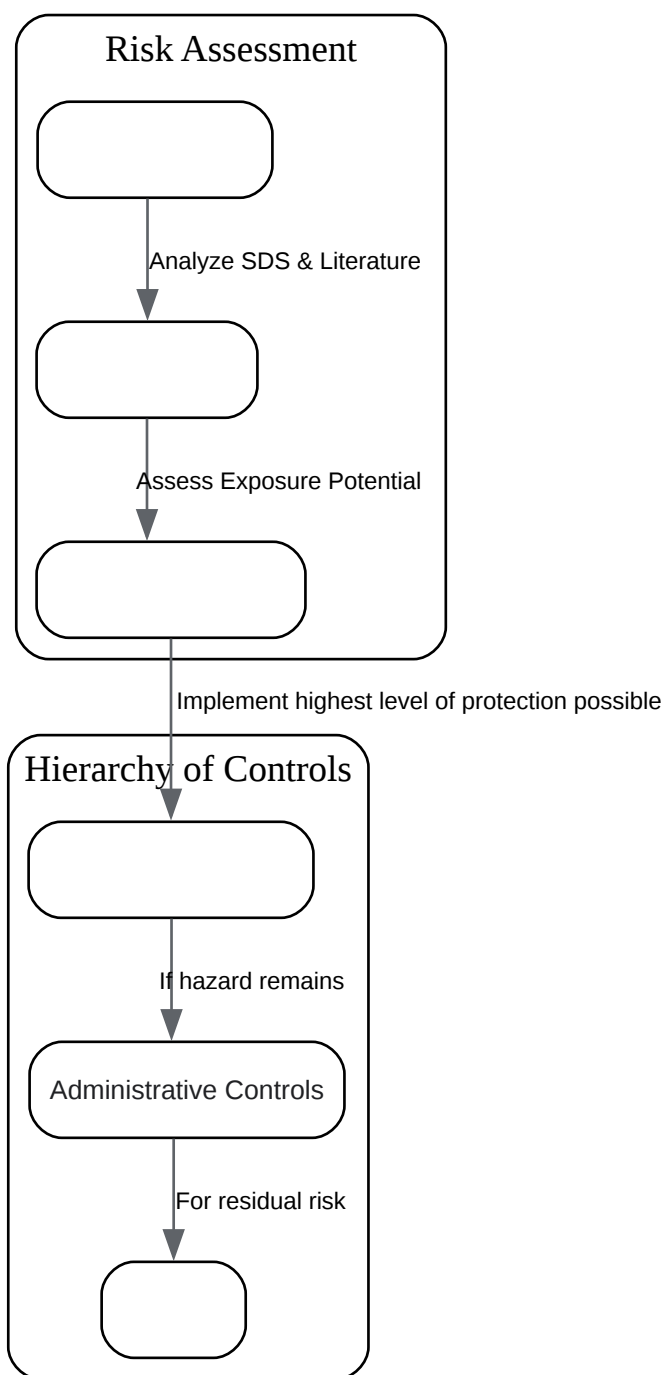 Risk Assessment
Analyze SDS & Literature
Assess Exposure Potential
Implement highest level of protection possible
Hierarchy of Controls
If hazard remains
Administrative Controls
For residual risk